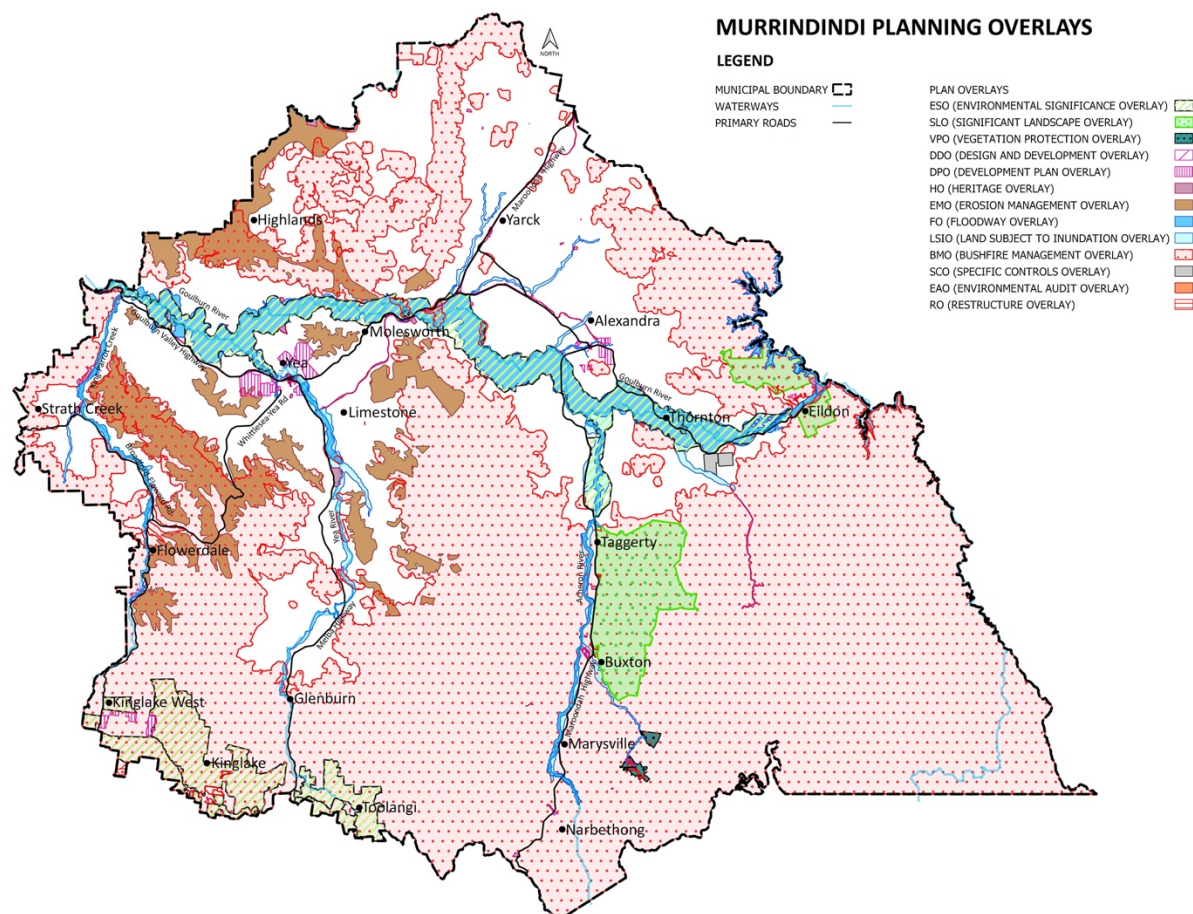 MURRINDINDI PLANNING OVERLAYS
LEGEND
MUNICIPAL BOUNDARY
WATERWAYS
PRIMARY ROADS
PLAN OVERLAYS
ESO (ENVIRONMENTAL SIGNIFICANCE OVERLAY)
SLO (SIGNIFICANT LANDSCAPE OVERLAY)
VPO (VEGETATION PROTECTION OVERLAY)
DDO (DESIGN AND DEVELOPMENT OVERLAY)
DPO (DEVELOPMENT PLAN OVERLAY)
HO (HERITAGE OVERLAY)
EMO (EROSION MANAGEMENT OVERLAY)
FO (FLOODWAY OVERLAY)
LSIO (LAND SUBJECT TO INUNDATION OVERLAY)
BMO (BUSHFIRE MANAGEMENT OVERLAY)
SCO (SPECIFIC CONTROLS OVERLAY)
EAO (ENVIRONMENTAL AUDIT OVERLAY)
RO (RESTRUCTURE OVERLAY)
NORTH
Maroondah Highway
Highlands
Yarck
Goulburn River
Goulburn Valley Highway
Molesworth
Alexandra
Yea
Goulburn River
Strath Creek
Whittlesea-Yea Rd
Limestone
Thornton
Eildon
Yea River
Flowerdale
Taggerty
Acheron River
Melba Highway
Buxton
Maroondah Highway
Kinglake West
Glenburn
Marysville
Kinglake
Toolangi
Narbethong